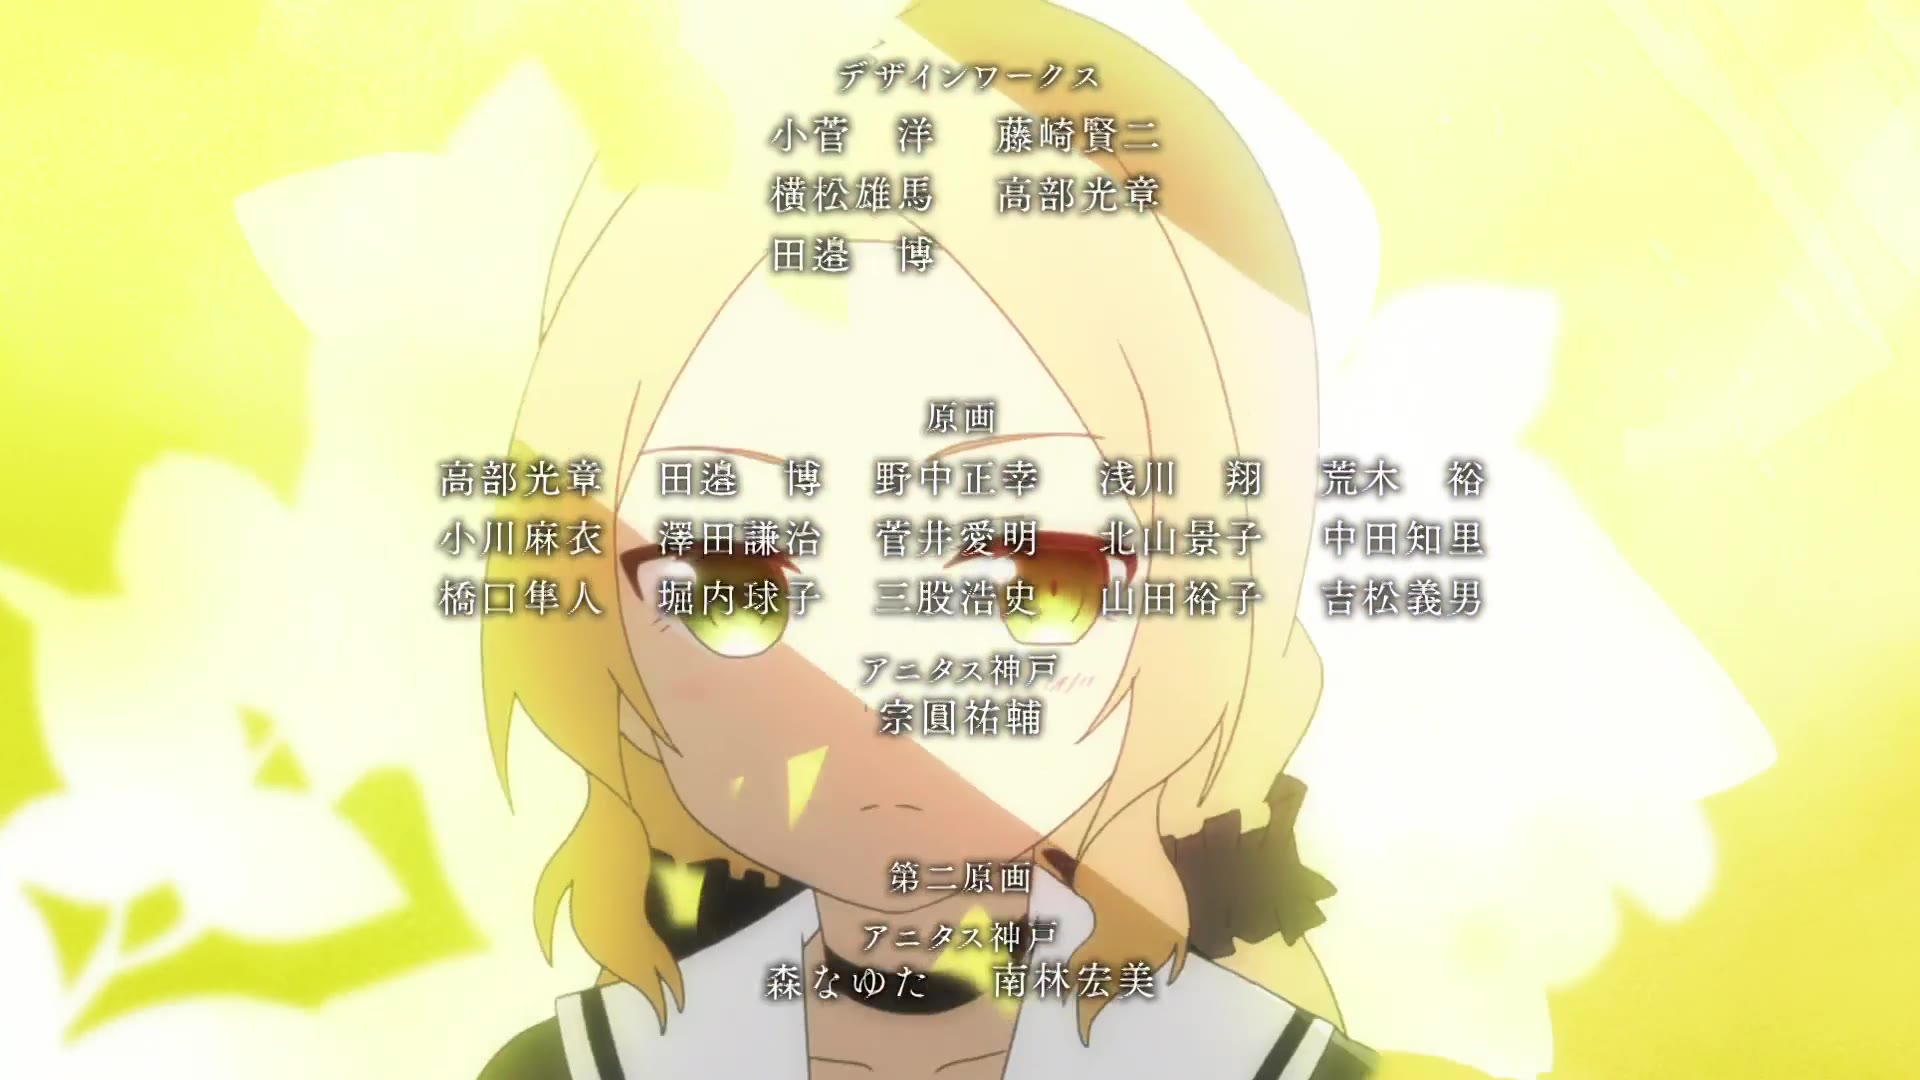 デザインワークス
小菅　洋　藤崎賢二
横松雄馬　高部光章
田邉　博
原画
高部光章　田邉　博　野中正幸　浅川　翔　荒木　裕
小川麻衣　澤田謙治　菅井愛明　北山景子　中田知里
橋口隼人　堀内球子　三股浩史　山田裕子　吉松義男
アニタス神戸
宗圓祐輔
第二原画
アニタス神戸
森なゆた　南林宏美